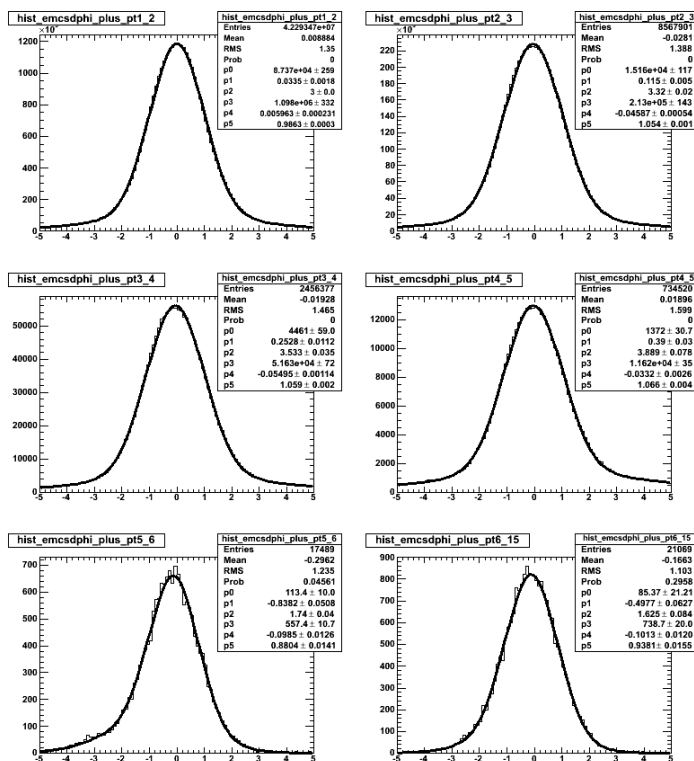 hist_emcsdphi_plus_pt1_2
hist_emcsdphi_plus_pt1_2
Entries 4.229347e+07
Mean 0.008884
RMS 1.35
Prob 0
p0 8.737e+04 ± 259
p1 0.0335 ± 0.0018
p2 3 ± 0.0
p3 1.098e+06 ± 332
p4 0.005963 ± 0.000231
p5 0.9863 ± 0.0003
1200
1000
800
600
400
200
0
-5 -4 -3 -2 -1 0 1 2 3 4 5
hist_emcsdphi_plus_pt2_3
hist_emcsdphi_plus_pt2_3
Entries 8567901
Mean -0.0281
RMS 1.388
Prob 0
p0 1.516e+04 ± 117
p1 0.115 ± 0.005
p2 3.32 ± 0.02
p3 2.13e+05 ± 143
p4 -0.04587 ± 0.00054
p5 1.054 ± 0.001
220
200
180
160
140
120
100
80
60
40
20
0
-5 -4 -3 -2 -1 0 1 2 3 4 5
hist_emcsdphi_plus_pt3_4
hist_emcsdphi_plus_pt3_4
Entries 2456377
Mean -0.01928
RMS 1.465
Prob 0
p0 4461 ± 59.0
p1 0.2528 ± 0.0112
p2 3.533 ± 0.035
p3 5.163e+04 ± 72
p4 -0.05495 ± 0.00114
p5 1.059 ± 0.002
50000
40000
30000
20000
10000
0
-5 -4 -3 -2 -1 0 1 2 3 4 5
hist_emcsdphi_plus_pt4_5
hist_emcsdphi_plus_pt4_5
Entries 734520
Mean 0.01896
RMS 1.599
Prob 0
p0 1372 ± 30.7
p1 0.39 ± 0.03
p2 3.889 ± 0.078
p3 1.162e+04 ± 35
p4 -0.0332 ± 0.0026
p5 1.066 ± 0.004
12000
10000
8000
6000
4000
2000
0
-5 -4 -3 -2 -1 0 1 2 3 4 5
hist_emcsdphi_plus_pt5_6
hist_emcsdphi_plus_pt5_6
Entries 17489
Mean -0.2962
RMS 1.235
Prob 0.04561
p0 113.4 ± 10.0
p1 -0.8382 ± 0.0508
p2 1.74 ± 0.04
p3 557.4 ± 10.7
p4 -0.0985 ± 0.0126
p5 0.8804 ± 0.0141
700
600
500
400
300
200
100
0
-5 -4 -3 -2 -1 0 1 2 3 4 5
hist_emcsdphi_plus_pt6_15
hist_emcsdphi_plus_pt6_15
Entries 21069
Mean -0.1663
RMS 1.103
Prob 0.2958
p0 85.37 ± 21.21
p1 -0.4977 ± 0.0627
p2 1.625 ± 0.084
p3 738.7 ± 20.0
p4 -0.1013 ± 0.0120
p5 0.9381 ± 0.0155
900
800
700
600
500
400
300
200
100
0
-5 -4 -3 -2 -1 0 1 2 3 4 5